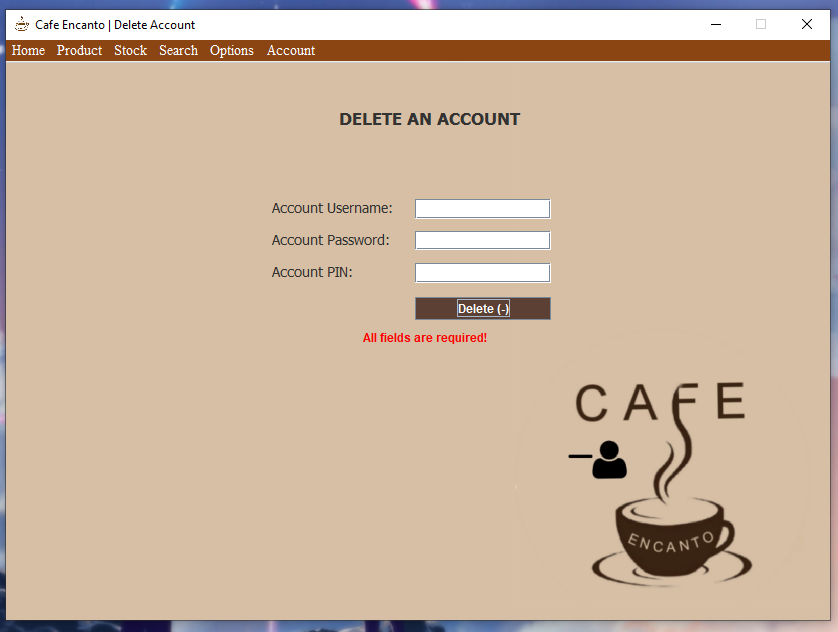 Cafe Encanto | Delete Account
Home Product Stock Search Options Account
DELETE AN ACCOUNT
Account Username:
Account Password:
Account PIN:
Delete (-)
All fields are required!
CAFE
ENCANTO